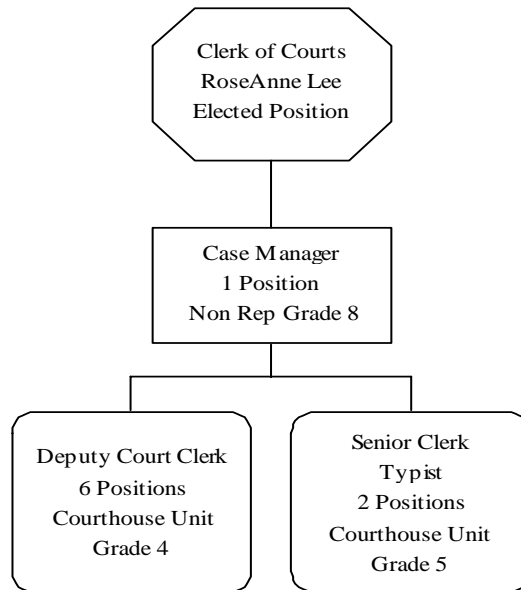 Clerk of Courts
RoseAnne Lee
Elected Position
Case Manager
1 Position
Non Rep Grade 8
Deputy Court Clerk
6 Positions
Courthouse Unit
Grade 4
Senior Clerk
Typist
2 Positions
Courthouse Unit
Grade 5